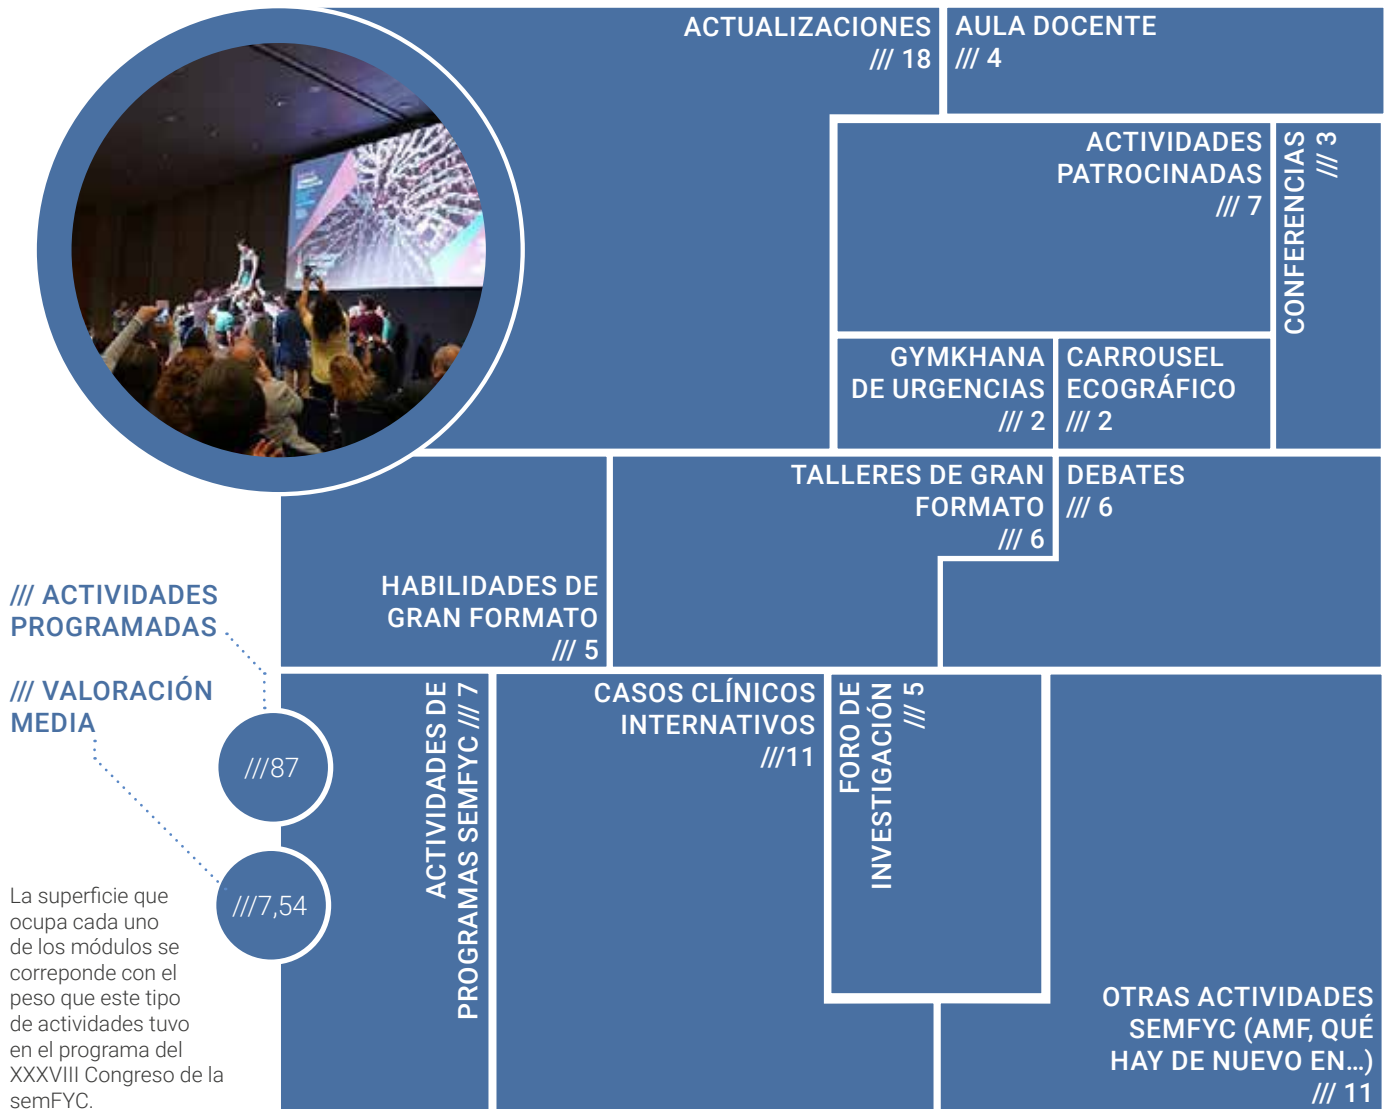 ACTUALIZACIONES
/// 18
AULA DOCENTE
/// 4
ACTIVIDADES
PATROCINADAS
/// 7
CONFERENCIAS
/// 3
GYMKHANA
DE URGENCIAS
/// 2
CARROUSEL
ECOGRÁFICO
/// 2
TALLERES DE GRAN
FORMATO
/// 6
DEBATES
/// 6
HABILIDADES DE
GRAN FORMATO
/// 5
/// ACTIVIDADES
PROGRAMADAS
/// VALORACIÓN
MEDIA
///87
///7,54
La superficie que
ocupa cada uno
de los módulos se
correponde con el
peso que este tipo
de actividades tuvo
en el programa del
XXXVIII Congreso de la
semFYC.
ACTIVIDADES DE
PROGRAMAS SEMFYC /// 7
CASOS CLÍNICOS
INTERNATIVOS
///11
FORO DE
INVESTIGACIÓN
/// 5
OTRAS ACTIVIDADES
SEMFYC (AMF, QUÉ
HAY DE NUEVO EN...)
/// 11